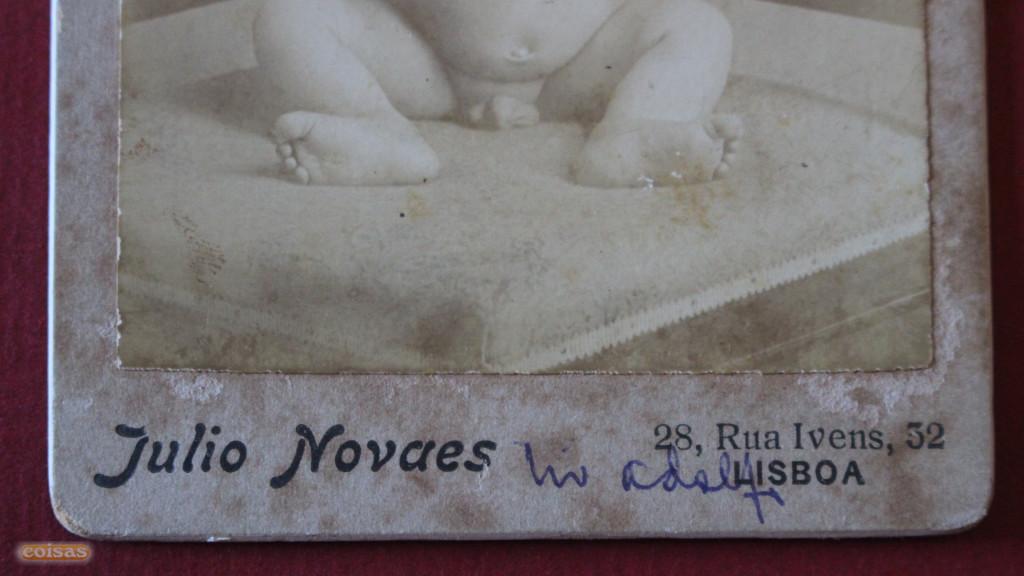 Julio Novaes
28, Rua Ivens, 32
LISBOA
coisas